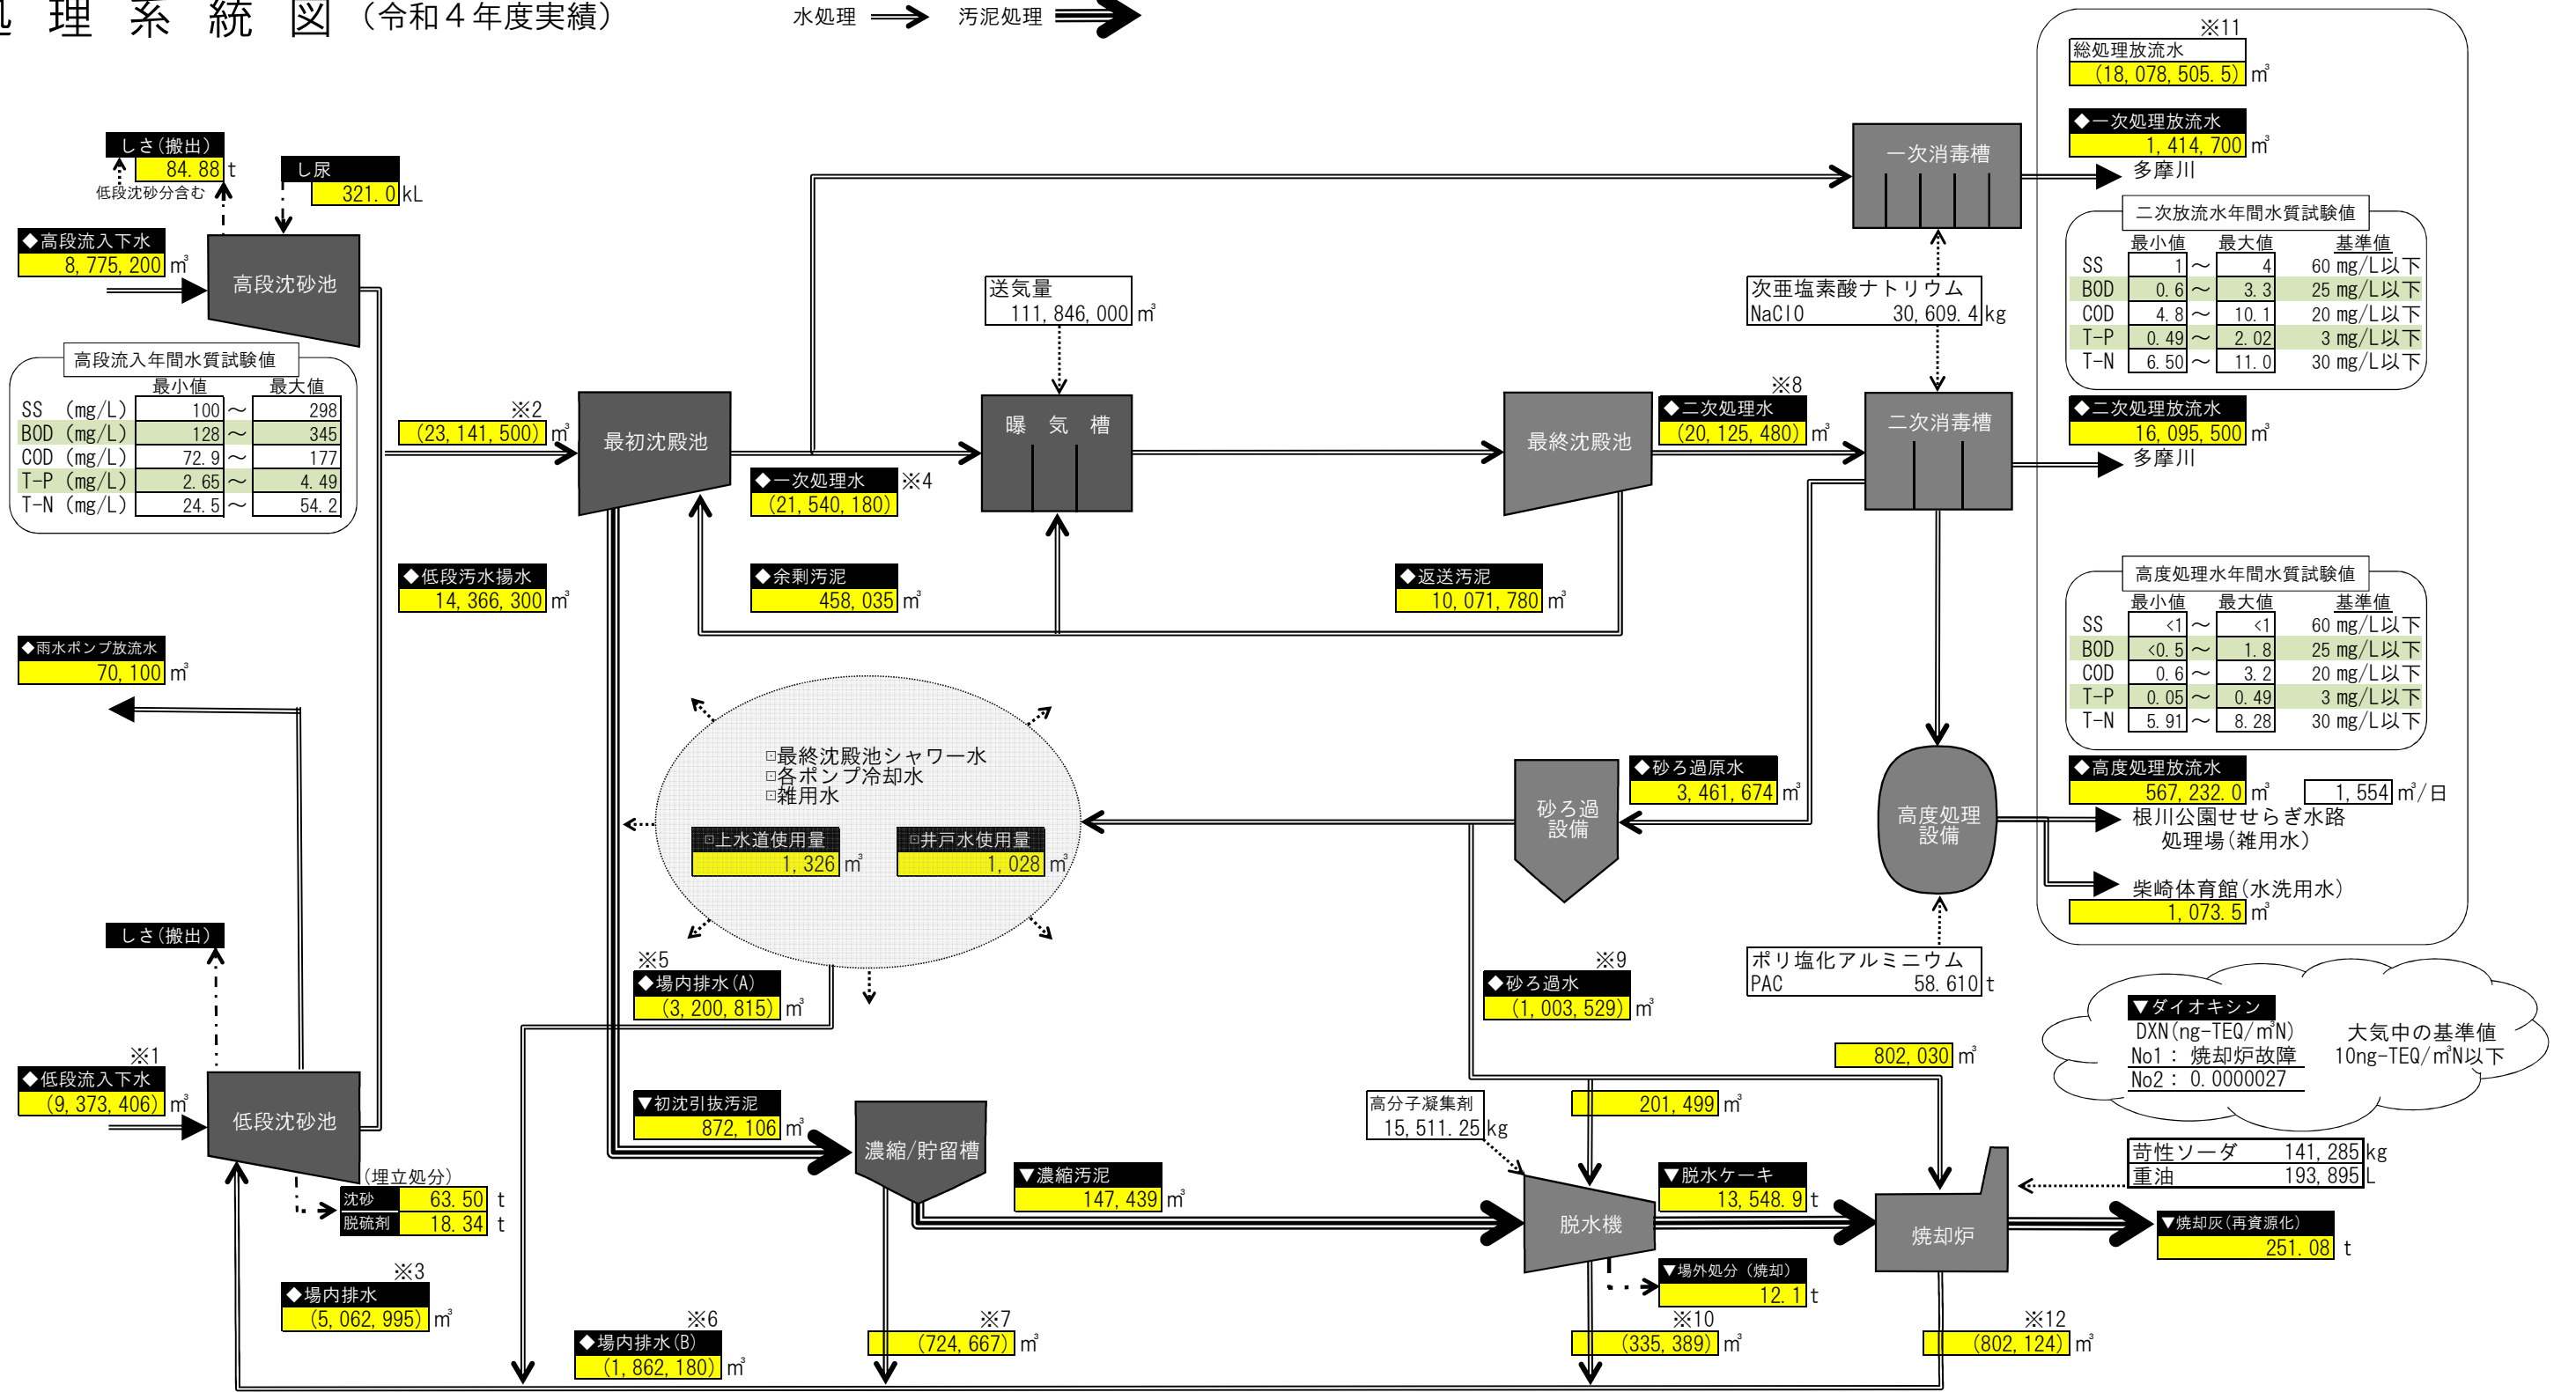 処理系統図（令和４年度実績）
水処理 汚泥処理
※11
総処理放流水
(18,078,505.5) ㎥
◆一次処理放流水
1,414,700 ㎥
多摩川
しさ(搬出)
84.88 t
低段沈砂分含む
し尿
321.0 kL
◆高段流入下水
8,775,200 ㎥
高段沈砂池
一次消毒槽
二次放流水年間水質試験値
最小値 最大値 基準値
SS 1 ～ 4 60 mg/L以下
BOD 0.6 ～ 3.3 25 mg/L以下
COD 4.8 ～ 10.1 20 mg/L以下
T-P 0.49 ～ 2.02 3 mg/L以下
T-N 6.50 ～ 11.0 30 mg/L以下
送気量
111,846,000 ㎥
次亜塩素酸ナトリウム
NaClO 30,609.4 kg
高段流入年間水質試験値
最小値 最大値
SS (mg/L) 100 ～ 298
BOD (mg/L) 128 ～ 345
COD (mg/L) 72.9 ～ 177
T-P (mg/L) 2.65 ～ 4.49
T-N (mg/L) 24.5 ～ 54.2
※2
(23,141,500) ㎥
最初沈殿池
曝気槽
最終沈殿池
※8
◆二次処理水
(20,125,480) ㎥
二次消毒槽
◆二次処理放流水
16,095,500 ㎥
多摩川
◆一次処理水 ※4
(21,540,180)
◆低段汚水揚水
14,366,300 ㎥
◆余剰汚泥
458,035 ㎥
◆返送汚泥
10,071,780 ㎥
高度処理水年間水質試験値
最小値 最大値 基準値
SS <1 ～ <1 60 mg/L以下
BOD <0.5 ～ 1.8 25 mg/L以下
COD 0.6 ～ 3.2 20 mg/L以下
T-P 0.05 ～ 0.49 3 mg/L以下
T-N 5.91 ～ 8.28 30 mg/L以下
◆雨水ポンプ放流水
70,100 ㎥
⊡最終沈殿池シャワー水
⊡各ポンプ冷却水
⊡雑用水
⊡上水道使用量
1,326 ㎥
⊡井戸水使用量
1,028 ㎥
砂ろ過
設備
◆砂ろ過原水
3,461,674 ㎥
高度処理
設備
◆高度処理放流水
567,232.0 ㎥ 1,554 ㎥/日
根川公園せせらぎ水路
処理場(雑用水)
柴崎体育館(水洗用水)
1,073.5 ㎥
しさ(搬出)
※5
◆場内排水(A)
(3,200,815) ㎥
※9
◆砂ろ過水
(1,003,529) ㎥
ポリ塩化アルミニウム
PAC 58.610 t
▼ダイオキシン
DXN(ng-TEQ/㎥N)
No1：焼却炉故障
No2：0.0000027
大気中の基準値
10ng-TEQ/㎥N以下
※1
◆低段流入下水
(9,373,406) ㎥
低段沈砂池
802,030 ㎥
201,499 ㎥
▼初沈引抜汚泥
872,106 ㎥
濃縮/貯留槽
高分子凝集剤
15,511.25 kg
苛性ソーダ 141,285 kg
重油 193,895 L
(埋立処分)
沈砂 63.50 t
脱硫剤 18.34 t
▼濃縮汚泥
147,439 ㎥
脱水機
▼脱水ケーキ
13,548.9 t
焼却炉
▼焼却灰(再資源化)
251.08 t
▼場外処分（焼却）
12.1 t
※3
◆場内排水
(5,062,995) ㎥
※6
◆場内排水(B)
(1,862,180) ㎥
※7
(724,667) ㎥
※10
(335,389) ㎥
※12
(802,124) ㎥